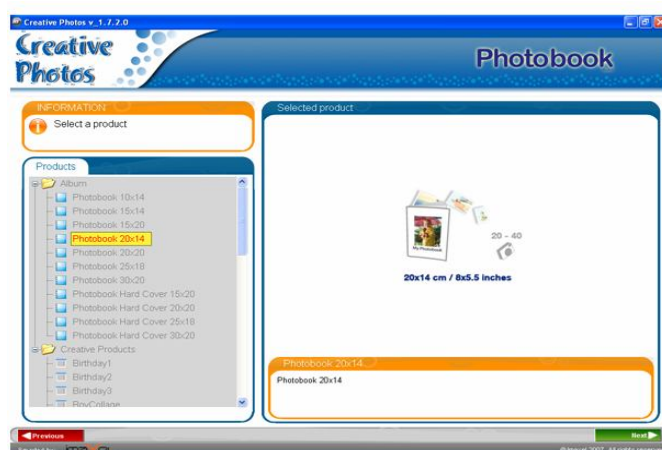 Creative Photos v_1.7.2.0
Creative
Photos
Photobook
INFORMATION
Select a product
Products
Album
Photobook 10x14
Photobook 15x14
Photobook 15x20
Photobook 20x14
Photobook 20x20
Photobook 25x18
Photobook 30x20
Photobook Hard Cover 15x20
Photobook Hard Cover 20x20
Photobook Hard Cover 25x18
Photobook Hard Cover 30x20
Creative Products
Birthday1
Birthday2
Birthday3
BoyCollage
Selected product
My Photobook
20 - 40
20x14 cm / 8x5.5 inches
Photobook 20x14
Photobook 20x14
Previous
Next